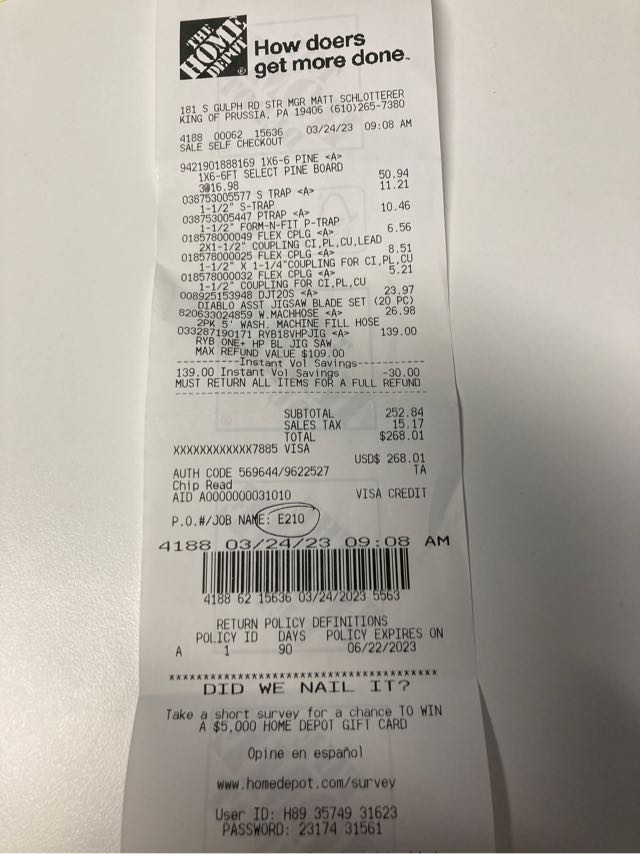 THE
HOME
DEPOT
®
How doers
get more done™
181 S GULPH RD STR MGR MATT SCHLOTTERER
KING OF PRUSSIA, PA 19406 (610)265-7380
4188 00062 15636 03/24/23 09:08 AM
SALE SELF CHECKOUT
9421901888169 1X6-6 PINE <A>
1X6-6FT SELECT PINE BOARD
3@16.98 50.94
038753005577 S TRAP <A> 11.21
1-1/2" S-TRAP
038753005447 PTRAP <A> 10.46
1-1/2" FORM-N-FIT P-TRAP
018578000049 FLEX CPLG <A> 6.56
2X1-1/2" COUPLING CI,PL,CU,LEAD
018578000025 FLEX CPLG <A> 8.51
1-1/2" X 1-1/4"COUPLING FOR CI,PL,CU
018578000032 FLEX CPLG <A> 5.21
1-1/2" COUPLING FOR CI,PL,CU
008925153948 DJT20S <A> 23.97
DIABLO ASST JIGSAW BLADE SET (20 PC)
820633024859 W.MACHHOSE <A> 26.98
2PK 5' WASH. MACHINE FILL HOSE
033287190171 RYB18VHPJIG <A> 139.00
RYB ONE+ HP BL JIG SAW
MAX REFUND VALUE $109.00
----------Instant Vol Savings-----------
139.00 Instant Vol Savings -30.00
MUST RETURN ALL ITEMS FOR A FULL REFUND
----------------------------------------
SUBTOTAL 252.84
SALES TAX 15.17
TOTAL $268.01
XXXXXXXXXXXX7885 VISA
USD$ 268.01
AUTH CODE 569644/9622527 TA
Chip Read
AID A0000000031010 VISA CREDIT
P.O.#/JOB NAME: E210
4188 03/24/23 09:08 AM
4188 62 15636 03/24/2023 5563
RETURN POLICY DEFINITIONS
POLICY ID DAYS POLICY EXPIRES ON
A 1 90 06/22/2023
****************************************
DID WE NAIL IT?
Take a short survey for a chance TO WIN
A $5,000 HOME DEPOT GIFT CARD
Opine en español
www.homedepot.com/survey
User ID: H89 35749 31623
PASSWORD: 23174 31561